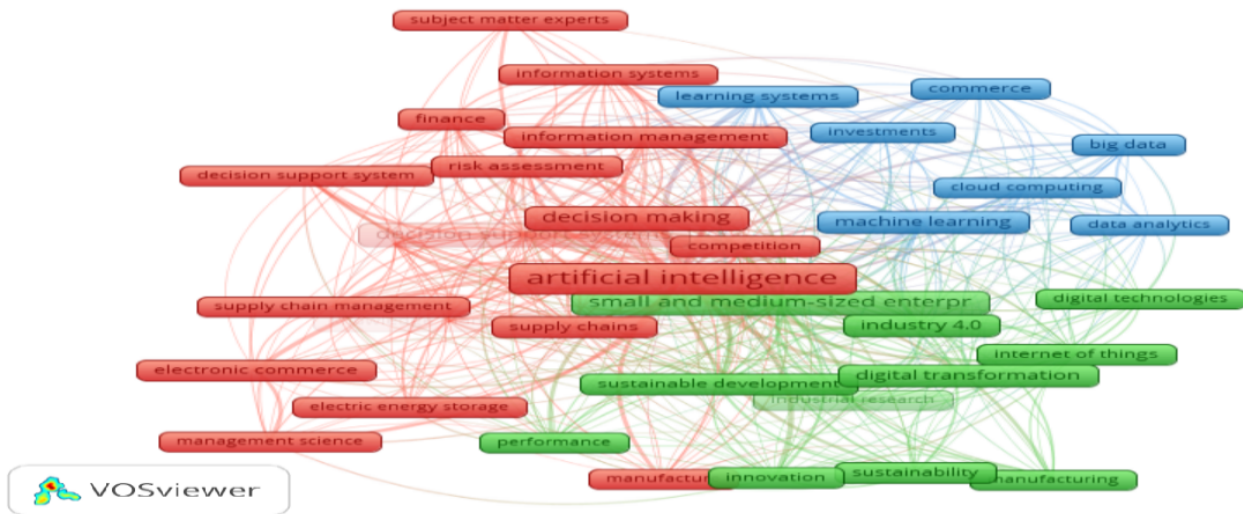 subject matter experts
information systems
learning systems
commerce
finance
information management
investments
big data
decision support system
risk assessment
cloud computing
decision making
machine learning
data analytics
competition
artificial intelligence
small and medium-sized enterpr
digital technologies
supply chain management
supply chains
industry 4.0
internet of things
electronic commerce
sustainable development
digital transformation
industrial research
electric energy storage
management science
performance
manufactur
innovation
sustainability
manufacturing
VOSviewer